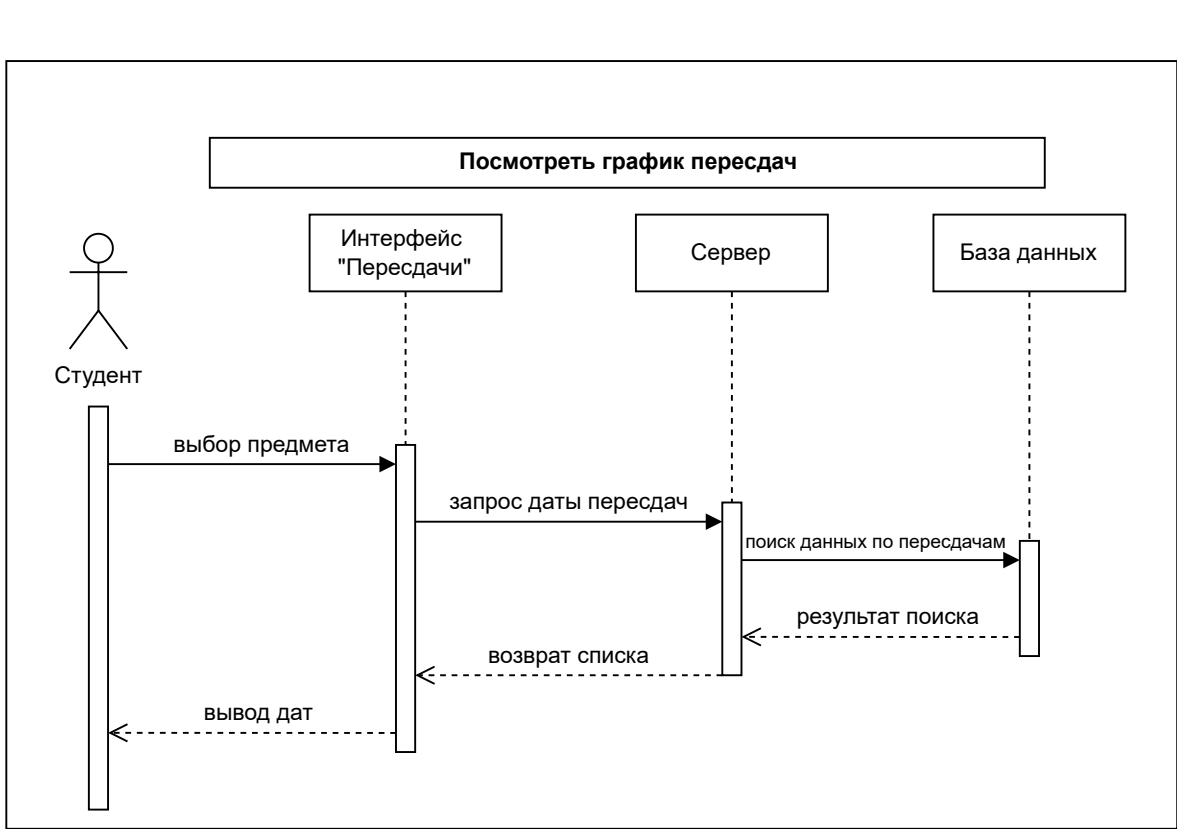 Посмотреть график пересдач
Интерфейс
"Пересдачи"
Сервер
База данных
Студент
выбор предмета
запрос даты пересдач
поиск данных по пересдачам
результат поиска
возврат списка
вывод дат